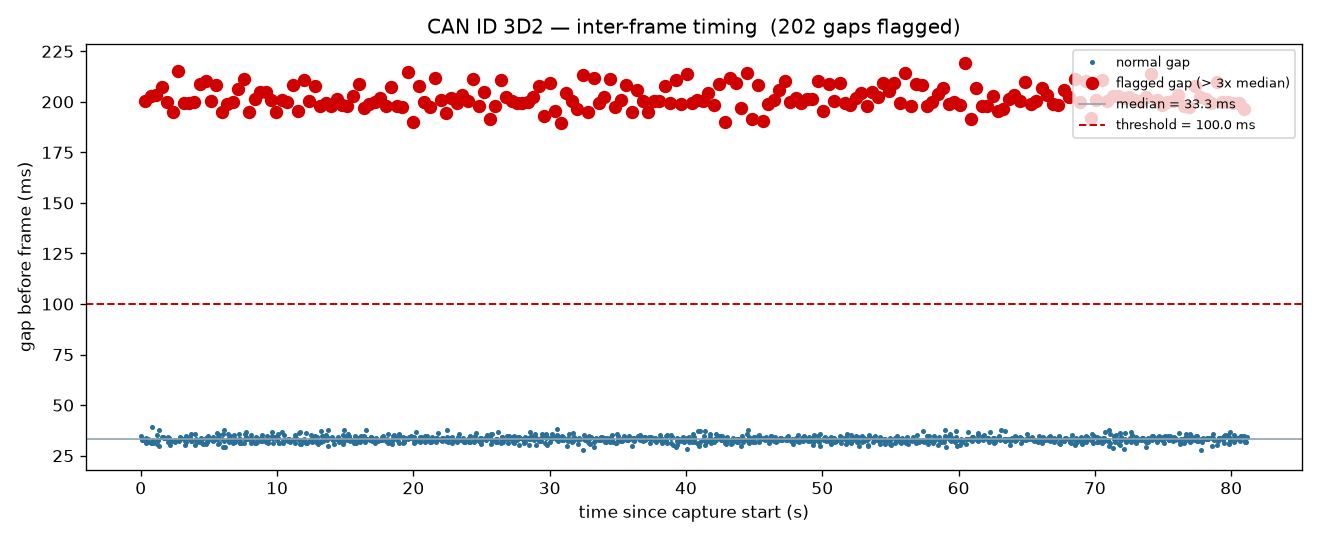 CAN ID 3D2 — inter-frame timing  (202 gaps flagged)
225
200
175
150
125
100
75
50
25
gap before frame (ms)
normal gap
flagged gap (> 3x median)
median = 33.3 ms
threshold = 100.0 ms
0
10
20
30
40
50
60
70
80
time since capture start (s)